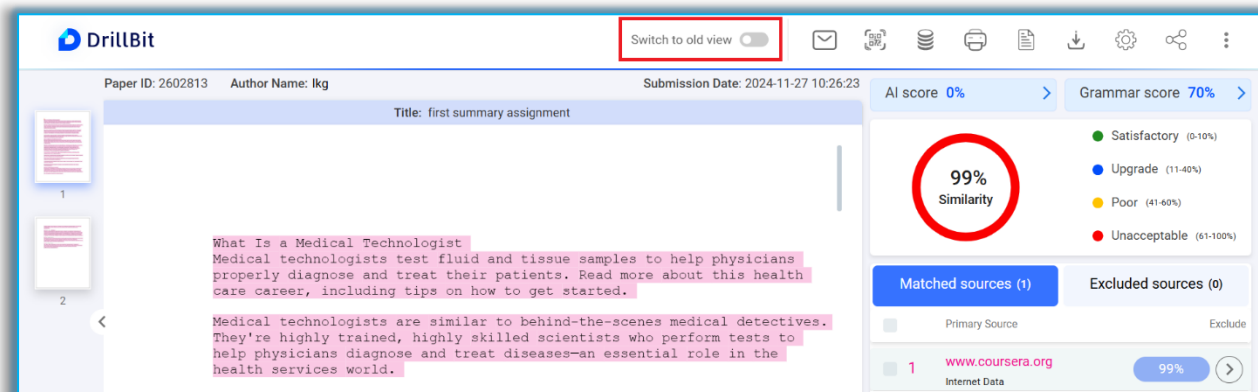 DrillBit
Switch to old view
Paper ID: 2602813 Author Name: lkg Submission Date: 2024-11-27 10:26:23
Title: first summary assignment
1
2
What Is a Medical Technologist
Medical technologists test fluid and tissue samples to help physicians
properly diagnose and treat their patients. Read more about this health
care career, including tips on how to get started.
Medical technologists are similar to behind-the-scenes medical detectives.
They're highly trained, highly skilled scientists who perform tests to
help physicians diagnose and treat diseases—an essential role in the
health services world.
AI score 0%
Grammar score 70%
99%
Similarity
Satisfactory (0-10%)
Upgrade (11-40%)
Poor (41-60%)
Unacceptable (61-100%)
Matched sources (1)
Excluded sources (0)
Primary Source Exclude
1 www.coursera.org 99%
Internet Data